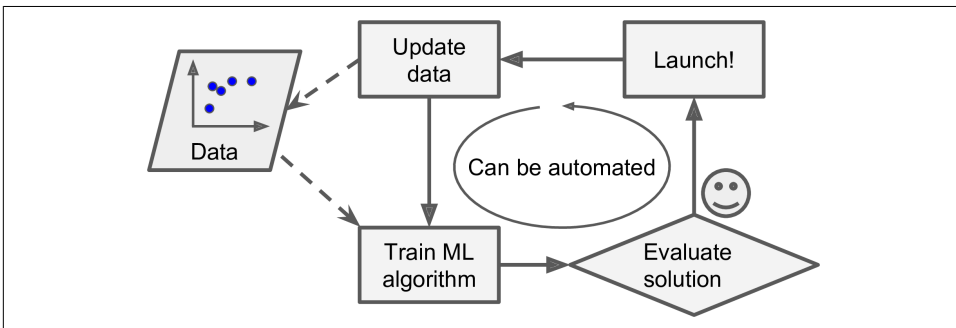 Update
data
Launch!
Data
Can be automated
Train ML
algorithm
Evaluate
solution